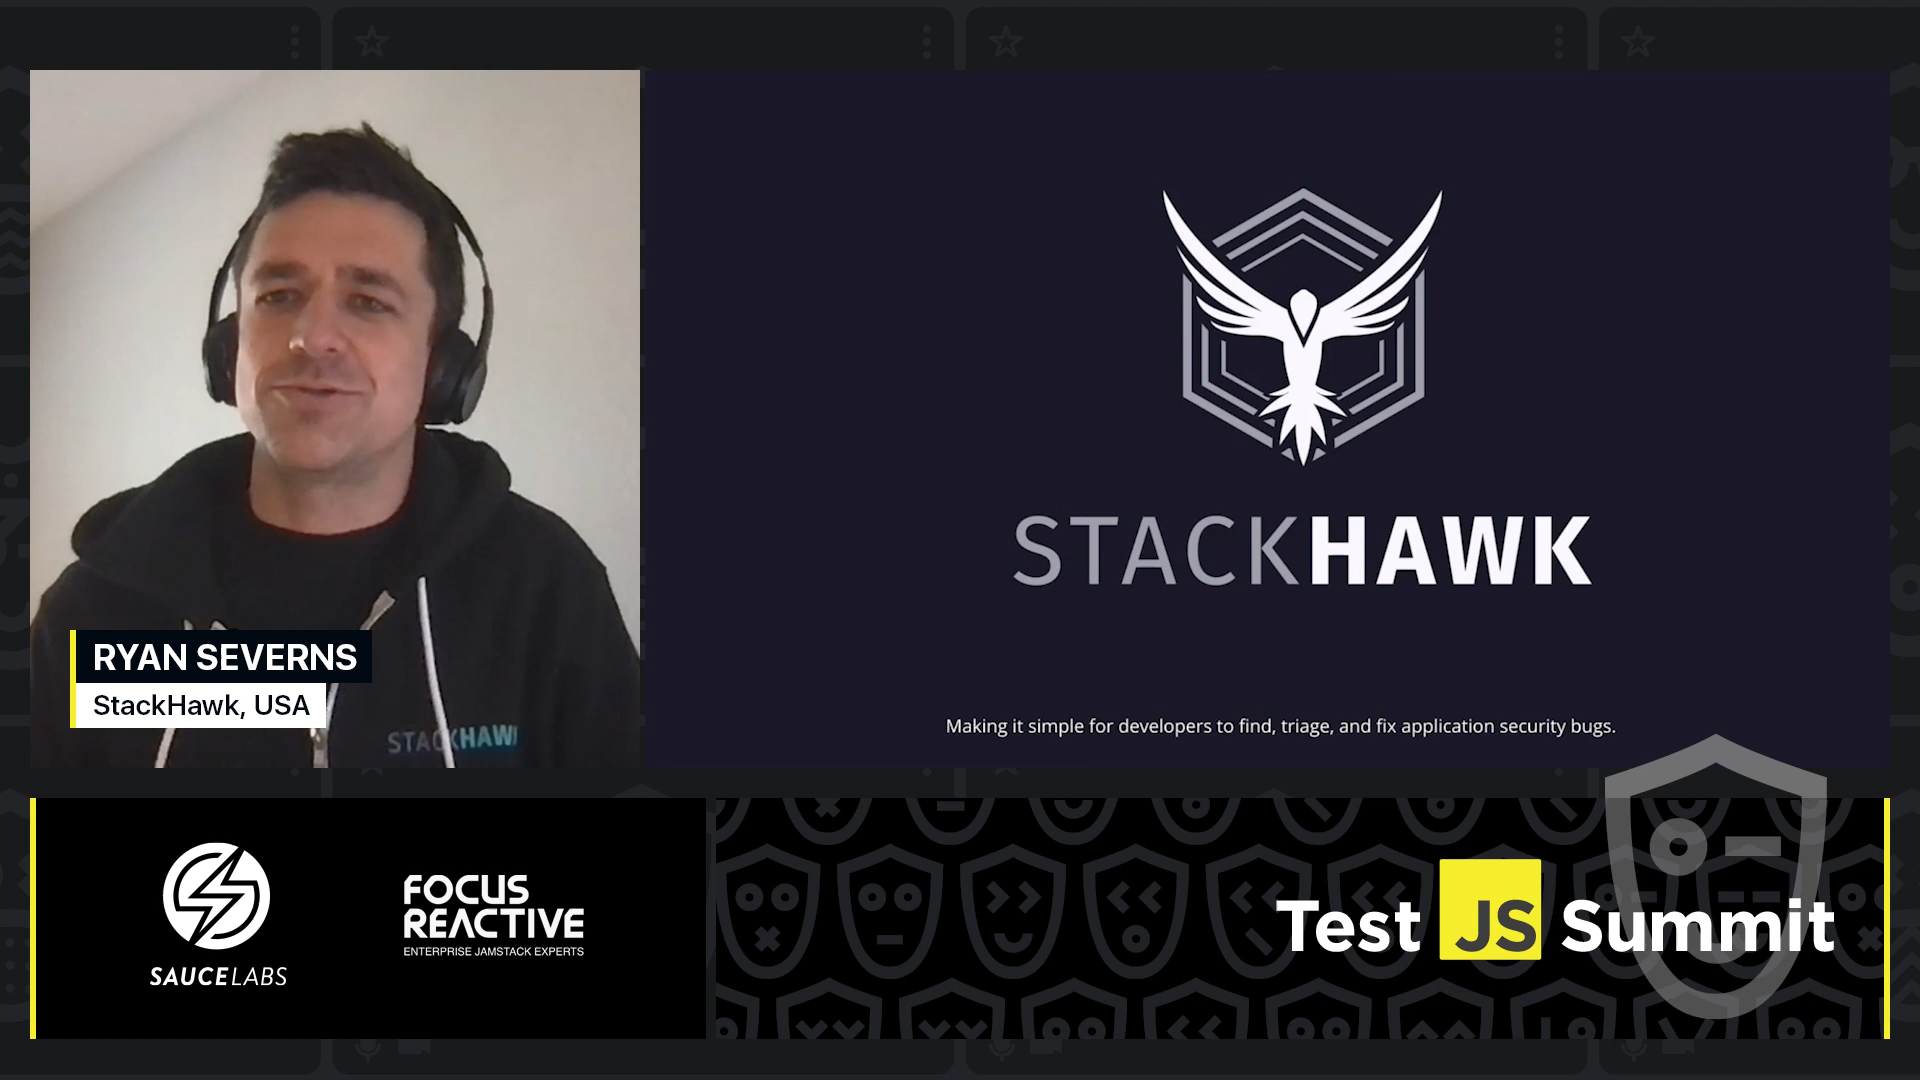 STACKHAWK
Making it simple for developers to find, triage, and fix application security bugs.
RYAN SEVERNS
StackHawk, USA
STACKHAWK
SAUCELABS
FOCUS
REACTIVE
ENTERPRISE JAMSTACK EXPERTS
Test JS Summit